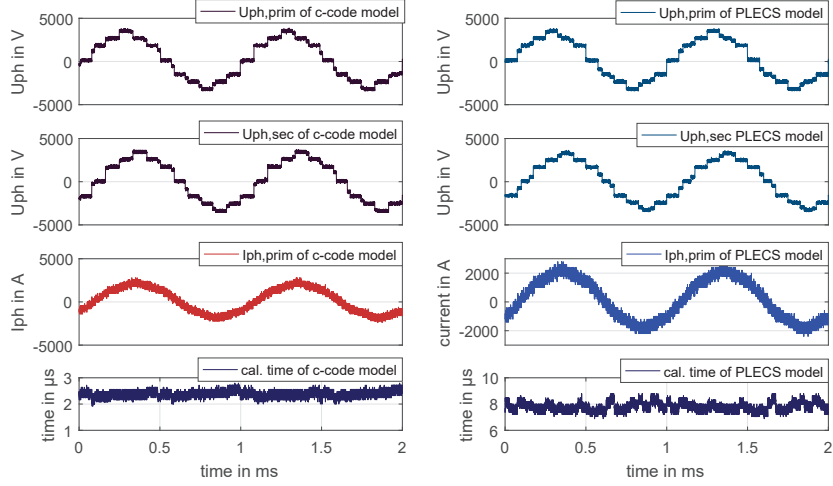 Uph,prim of c-code model
5000
0
-5000
Uph in V
Uph,prim of PLECS model
5000
0
-5000
Uph in V
Uph,sec of c-code model
5000
0
-5000
Uph in V
Uph,sec PLECS model
5000
0
-5000
Uph in V
Iph,prim of c-code model
5000
0
-5000
Iph in A
Iph,prim of PLECS model
2000
0
-2000
current in A
cal. time of c-code model
3
2
1
time in µs
0 0.5 1 1.5 2
time in ms
cal. time of PLECS model
10
8
6
time in µs
0 0.5 1 1.5 2
time in ms